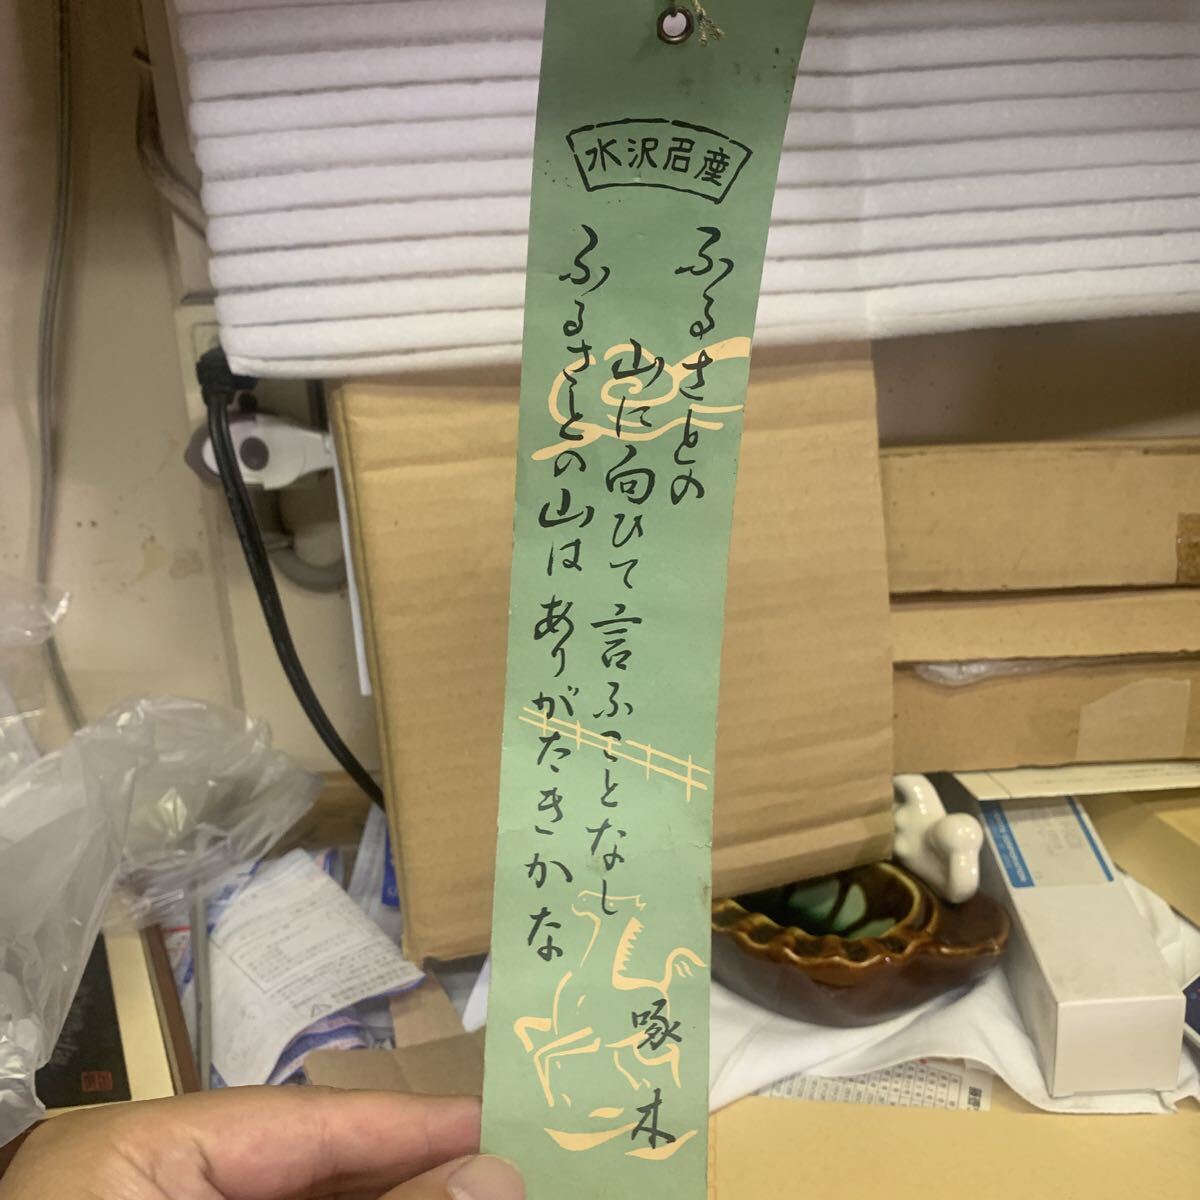 水沢名産
ふるさとの
山に向ひて言ふことなし
ふるさとの山はありがたきかな
啄木